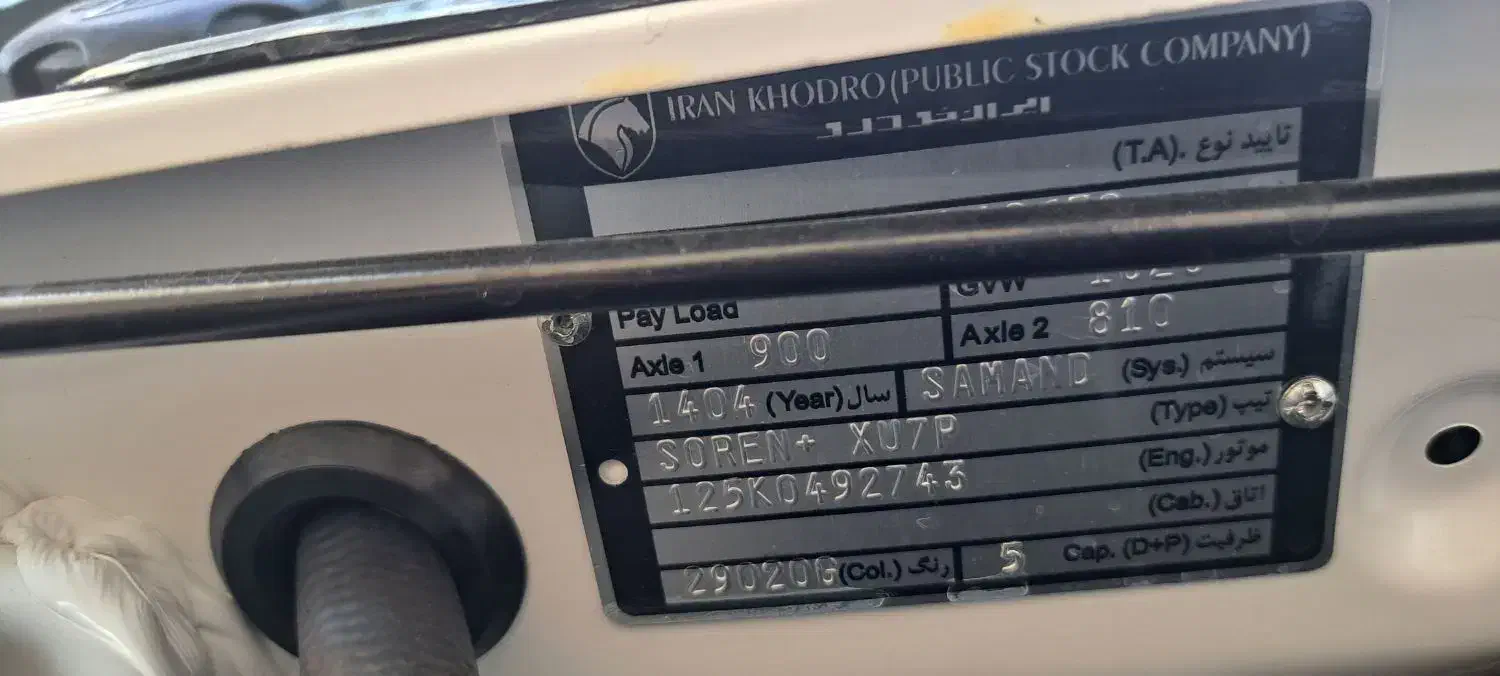 IRAN KHODRO (PUBLIC STOCK COMPANY)
ایران خودرو
تایید نوع (T.A).
Pay Load GVW
Axle 1 900 Axle 2 810
1404 سال (Year) SAMAND سیستم (Sys.)
SOREN+ XU7P تیپ (Type)
125K0492743 موتور (Eng.)
اتاق (Cab.)
29020G رنگ (Col.) 5 ظرفیت Cap. (D+P)